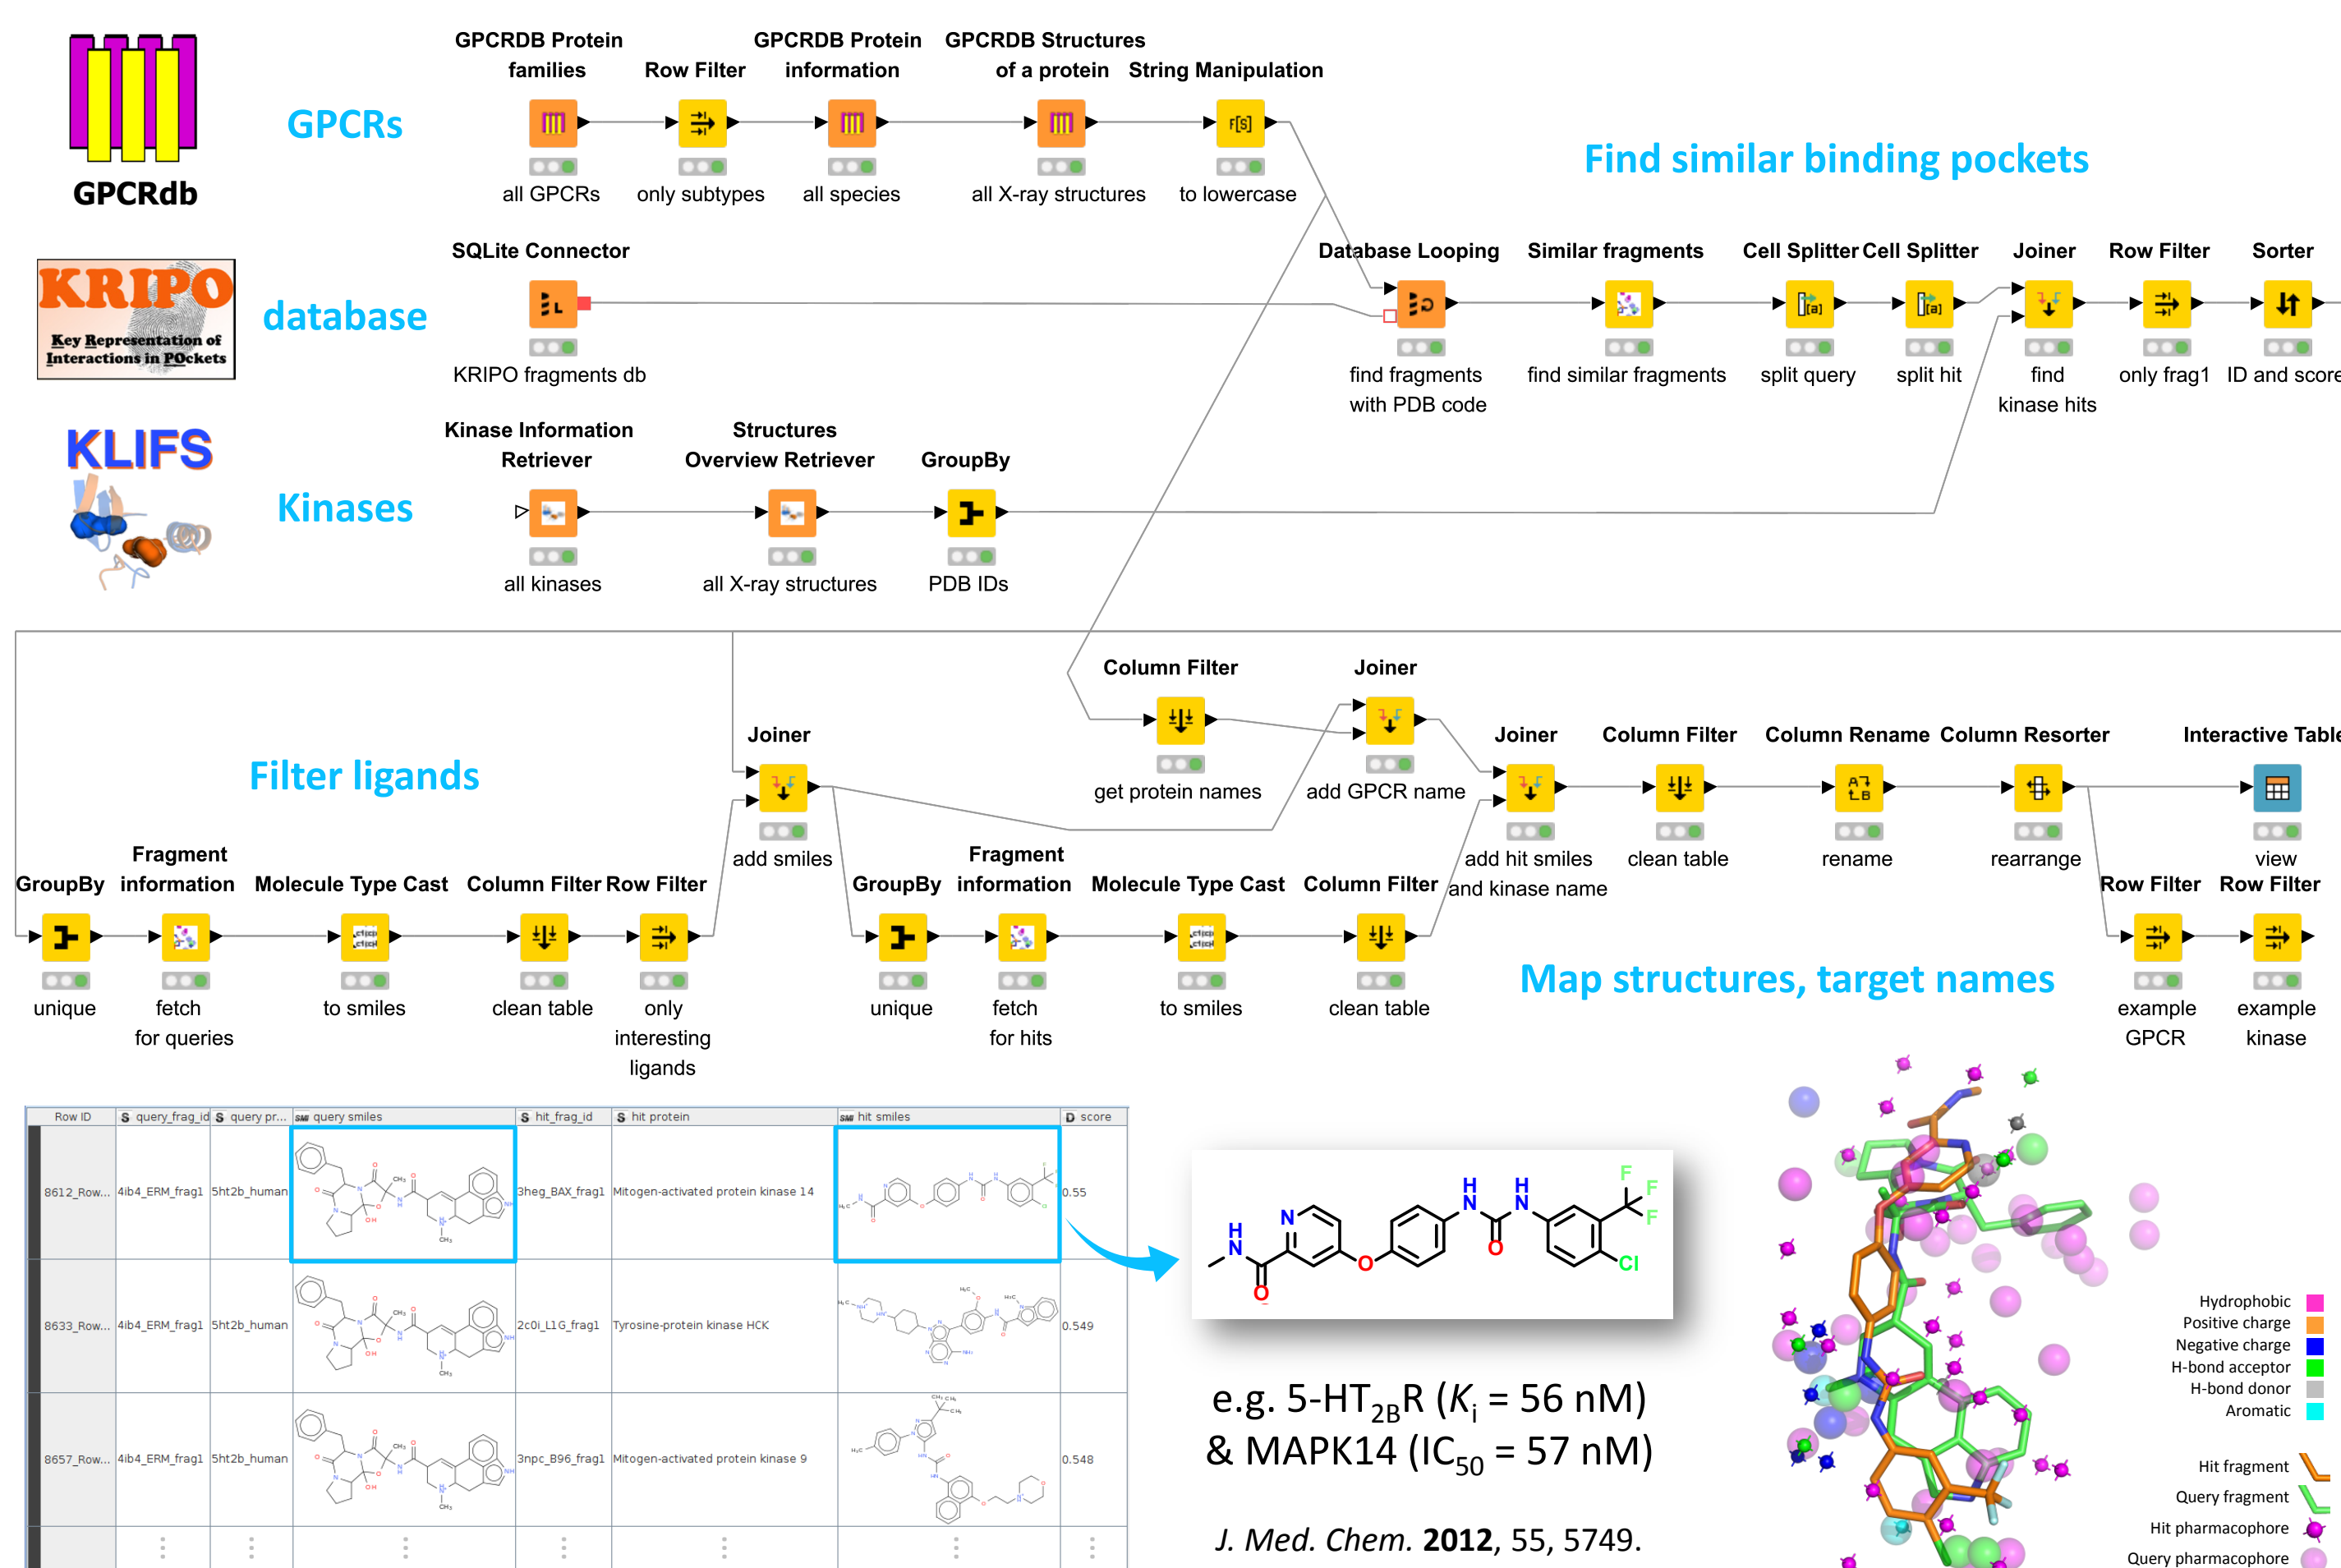 GPCRdb
GPCRs
GPCRDB Protein families
Row Filter
GPCRDB Protein information
GPCRDB Structures of a protein
String Manipulation
F[S]
all GPCRs
only subtypes
all species
all X-ray structures
to lowercase
Find similar binding pockets
KRIPO
Key Representation of
Interactions in POckets
database
SQLite Connector
KRIPO fragments db
Database Looping
Similar fragments
Cell Splitter
Cell Splitter
Joiner
Row Filter
Sorter
find fragments
with PDB code
find similar fragments
split query
split hit
find
kinase hits
only frag1
ID and score
KLIFS
Kinases
Kinase Information
Retriever
Structures
Overview Retriever
GroupBy
all kinases
all X-ray structures
PDB IDs
Filter ligands
Column Filter
Joiner
get protein names
add GPCR name
Joiner
add smiles
Joiner
Column Filter
Column Rename
Column Resorter
Interactive Table
add hit smiles
and kinase name
clean table
rename
rearrange
view
GroupBy
Fragment
information
Molecule Type Cast
Column Filter
Row Filter
unique
fetch
for queries
to smiles
clean table
only
interesting
ligands
GroupBy
Fragment
information
Molecule Type Cast
Column Filter
unique
fetch
for hits
to smiles
clean table
Row Filter
Row Filter
example
GPCR
example
kinase
Map structures, target names
Row ID S query_frag_id S query pr... SMI query smiles S hit_frag_id S hit protein SMI hit smiles D score
8612_Row... 4ib4_ERM_frag1 5ht2b_human 3heg_BAX_frag1 Mitogen-activated protein kinase 14 0.55
8633_Row... 4ib4_ERM_frag1 5ht2b_human 2c0i_L1G_frag1 Tyrosine-protein kinase HCK 0.549
8657_Row... 4ib4_ERM_frag1 5ht2b_human 3npc_B96_frag1 Mitogen-activated protein kinase 9 0.548
H
N
O
N
O
H
N
O
H
N
F
F
F
Cl
e.g. 5-HT2BR (Ki = 56 nM)
& MAPK14 (IC50 = 57 nM)
J. Med. Chem. 2012, 55, 5749.
Hydrophobic
Positive charge
Negative charge
H-bond acceptor
H-bond donor
Aromatic
Hit fragment
Query fragment
Hit pharmacophore
Query pharmacophore